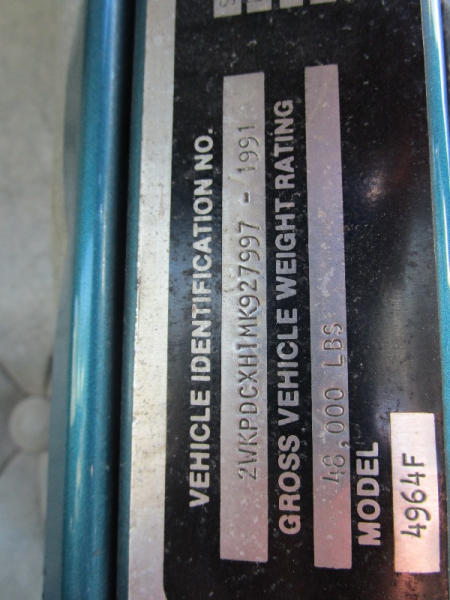 VEHICLE IDENTIFICATION NO.
2WKPDCXH1MK927997 - 1991
GROSS VEHICLE WEIGHT RATING
48,000 LBS
MODEL
4964F